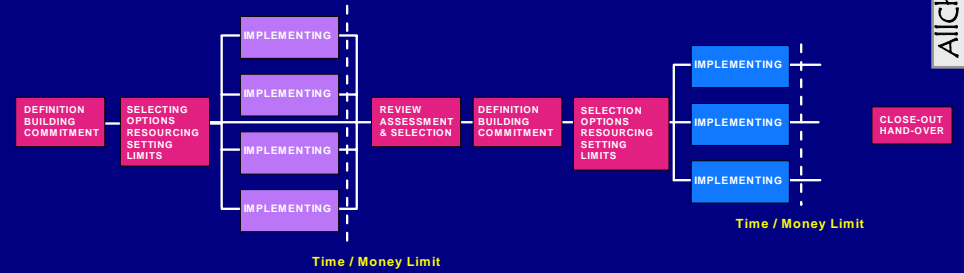 DEFINITION
BUILDING
COMMITMENT
SELECTING
OPTIONS
RESOURCING
SETTING
LIMITS
IMPLEMENTING
IMPLEMENTING
IMPLEMENTING
IMPLEMENTING
Time / Money Limit
REVIEW
ASSESSMENT
& SELECTION
DEFINITION
BUILDING
COMMITMENT
SELECTION
OPTIONS
RESOURCING
SETTING
LIMITS
IMPLEMENTING
IMPLEMENTING
IMPLEMENTING
Time / Money Limit
CLOSE-OUT
HAND-OVER